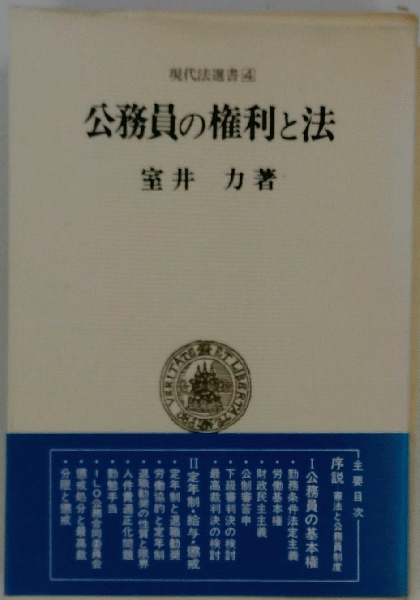 現代法選書4
公務員の権利と法
室井 力著
VERITATE ET LIBERTATE
主要目次
序説 憲法と公務員制度
I 公務員の基本権
・勤務条件法定主義
・労働基本権
・財政民主主義
・公制審答申
・下級審判決の検討
・最高裁判決の検討
II 定年制・給与・懲戒
・定年制と退職勧奨
・労働協約と定年制
・退職勧奨の性質と限界
・人件費適正化問題
・勤勉手当
・ILO公務合同委員会
・懲戒処分と最高裁
・分限と懲戒